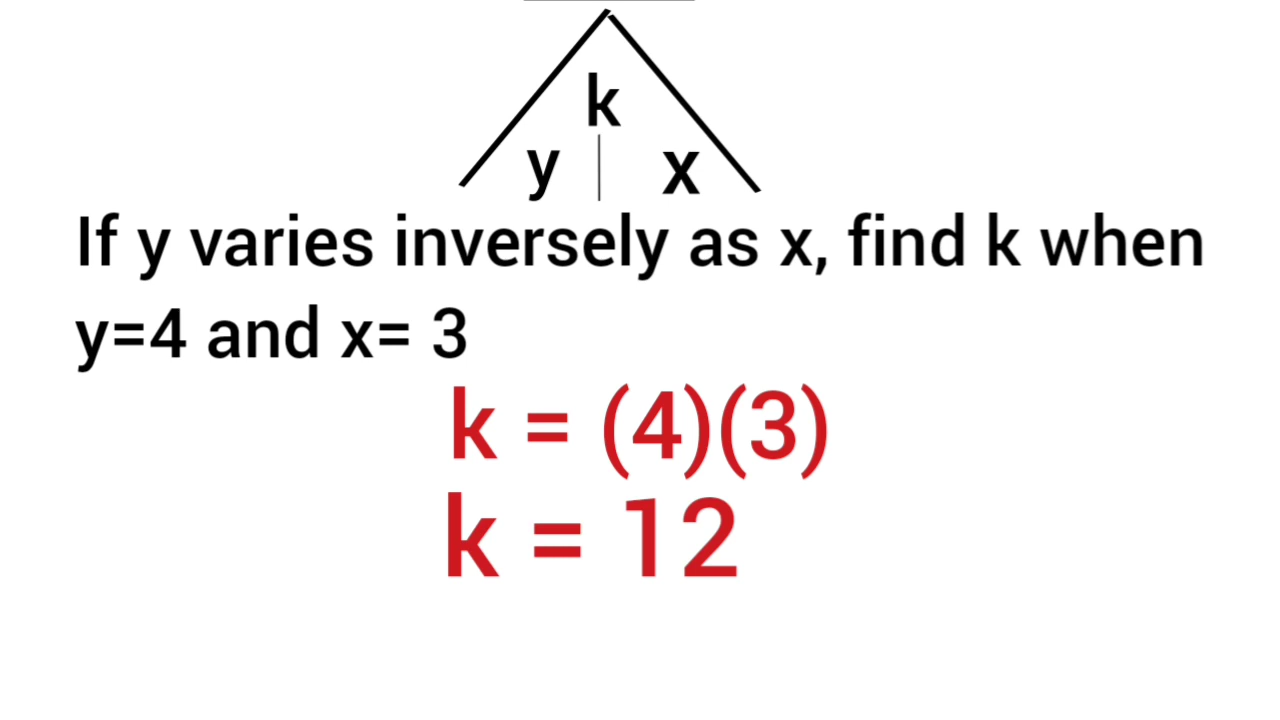 k
y x
If y varies inversely as x, find k when
y=4 and x= 3
k = (4)(3)
k = 12